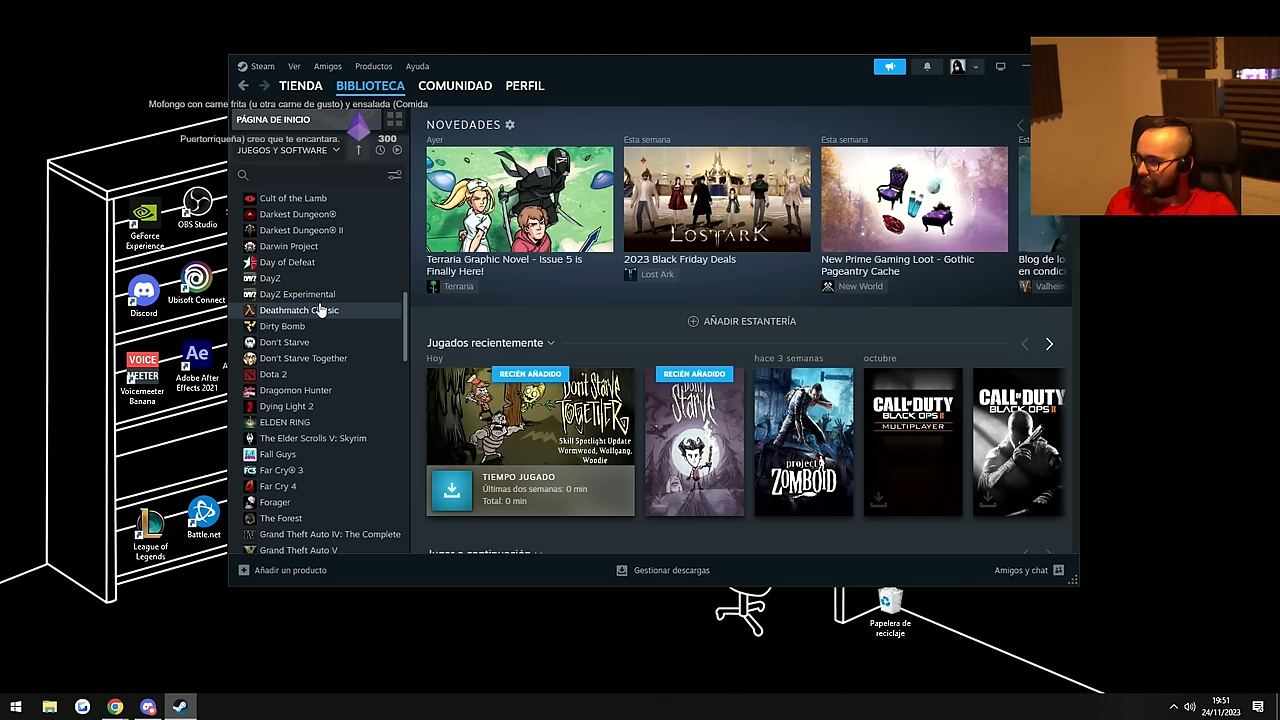 Steam Ver Amigos Productos Ayuda
TIENDA BIBLIOTECA COMUNIDAD PERFIL
Mofongo con carne frita (u otra carne de gusto) y ensalada (Comida
Puertorriqueña) creo que te encantara. 300
PÁGINA DE INICIO
JUEGOS Y SOFTWARE
Cult of the Lamb
Darkest Dungeon®
Darkest Dungeon® II
Darwin Project
Day of Defeat
DayZ
DayZ Experimental
Deathmatch Classic
Dirty Bomb
Don't Starve
Don't Starve Together
Dota 2
Dragomon Hunter
Dying Light 2
ELDEN RING
The Elder Scrolls V: Skyrim
Fall Guys
Far Cry® 3
Far Cry 4
Forager
The Forest
Grand Theft Auto IV: The Complete
Grand Theft Auto V
Añadir un producto
NOVEDADES
Ayer
Terraria Graphic Novel - Issue 5 is
Finally Here!
Terraria
Esta semana
LOST ARK
2023 Black Friday Deals
Lost Ark
Esta semana
New Prime Gaming Loot - Gothic
Pageantry Cache
New World
Est
Blog de lo
en condici
Valhein
AÑADIR ESTANTERÍA
Jugados recientemente
Hoy
RECIÉN AÑADIDO
Don't Starve
TOGETHER
Skill Spotlight Update
Wormwood, Wolfgang,
Woodie
TIEMPO JUGADO
Últimas dos semanas: 0 min
Total: 0 min
RECIÉN AÑADIDO
Don't
Starve
hace 3 semanas
project
ZOMBOID
octubre
CALL OF DUTY
BLACK OPS II
MULTIPLAYER
CALL OF DUTY
BLACK OPS II
Gestionar descargas
Amigos y chat
GeForce
Experience
OBS Studio
Discord
Ubisoft Connect
VOICE
MEETER
Voicemeeter
Banana
Ae
Adobe After
Effects 2021
A
League of
Legends
Battle.net
Papelera de
reciclaje
19:51
24/11/2023